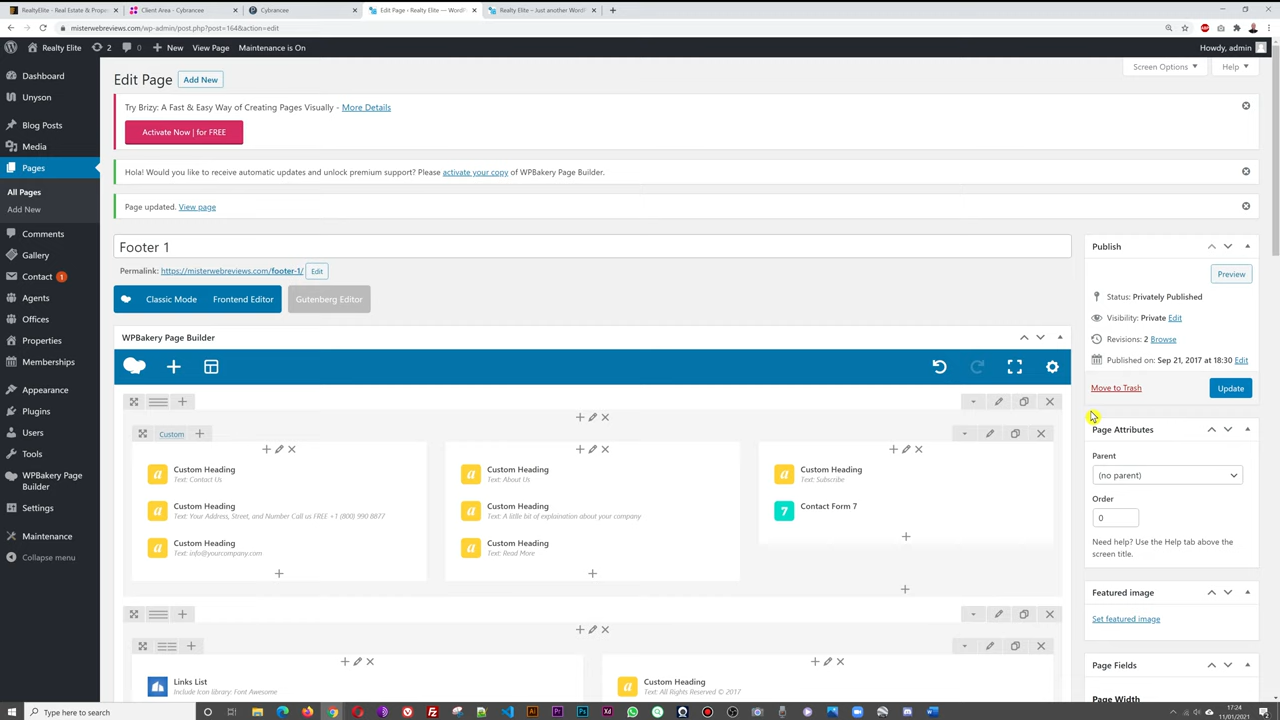 RealtyElite - Real Estate & Prope
Client Area - Cybrancee
Cybrancee
Edit Page ‹ Realty Elite — WordP
Realty Elite – Just another WordP
misterwebreviews.com/wp-admin/post.php?post=164&action=edit
Realty Elite 2 0 New View Page Maintenance is On
Howdy, admin
Screen Options
Help
Dashboard
Unyson
Blog Posts
Media
Pages
All Pages
Add New
Comments
Gallery
Contact 1
Agents
Offices
Properties
Memberships
Appearance
Plugins
Users
Tools
WPBakery Page
Builder
Settings
Maintenance
Collapse menu
Edit Page Add New
Try Brizy: A Fast & Easy Way of Creating Pages Visually - More Details
Activate Now | for FREE
Hola! Would you like to receive automatic updates and unlock premium support? Please activate your copy of WPBakery Page Builder.
Page updated. View page
Footer 1
Permalink: https://misterwebreviews.com/footer-1/ Edit
Classic Mode Frontend Editor Gutenberg Editor
WPBakery Page Builder
Custom
Custom Heading
Text: Contact Us
Custom Heading
Text: Your Address, Street, and Number Call us FREE +1 (800) 990 8877
Custom Heading
Text: info@yourcompany.com
Custom Heading
Text: About Us
Custom Heading
Text: A little bit of explaination about your company
Custom Heading
Text: Read More
Custom Heading
Text: Subscribe
7 Contact Form 7
Links List
Include Icon library: Font Awesome
Custom Heading
Text: All Rights Reserved © 2017
Publish
Preview
Status: Privately Published
Visibility: Private Edit
Revisions: 2 Browse
Published on: Sep 21, 2017 at 18:30 Edit
Move to Trash Update
Page Attributes
Parent
(no parent)
Order
0
Need help? Use the Help tab above the
screen title.
Featured image
Set featured image
Page Fields
Page Width
Type here to search
17:24
11/01/2021